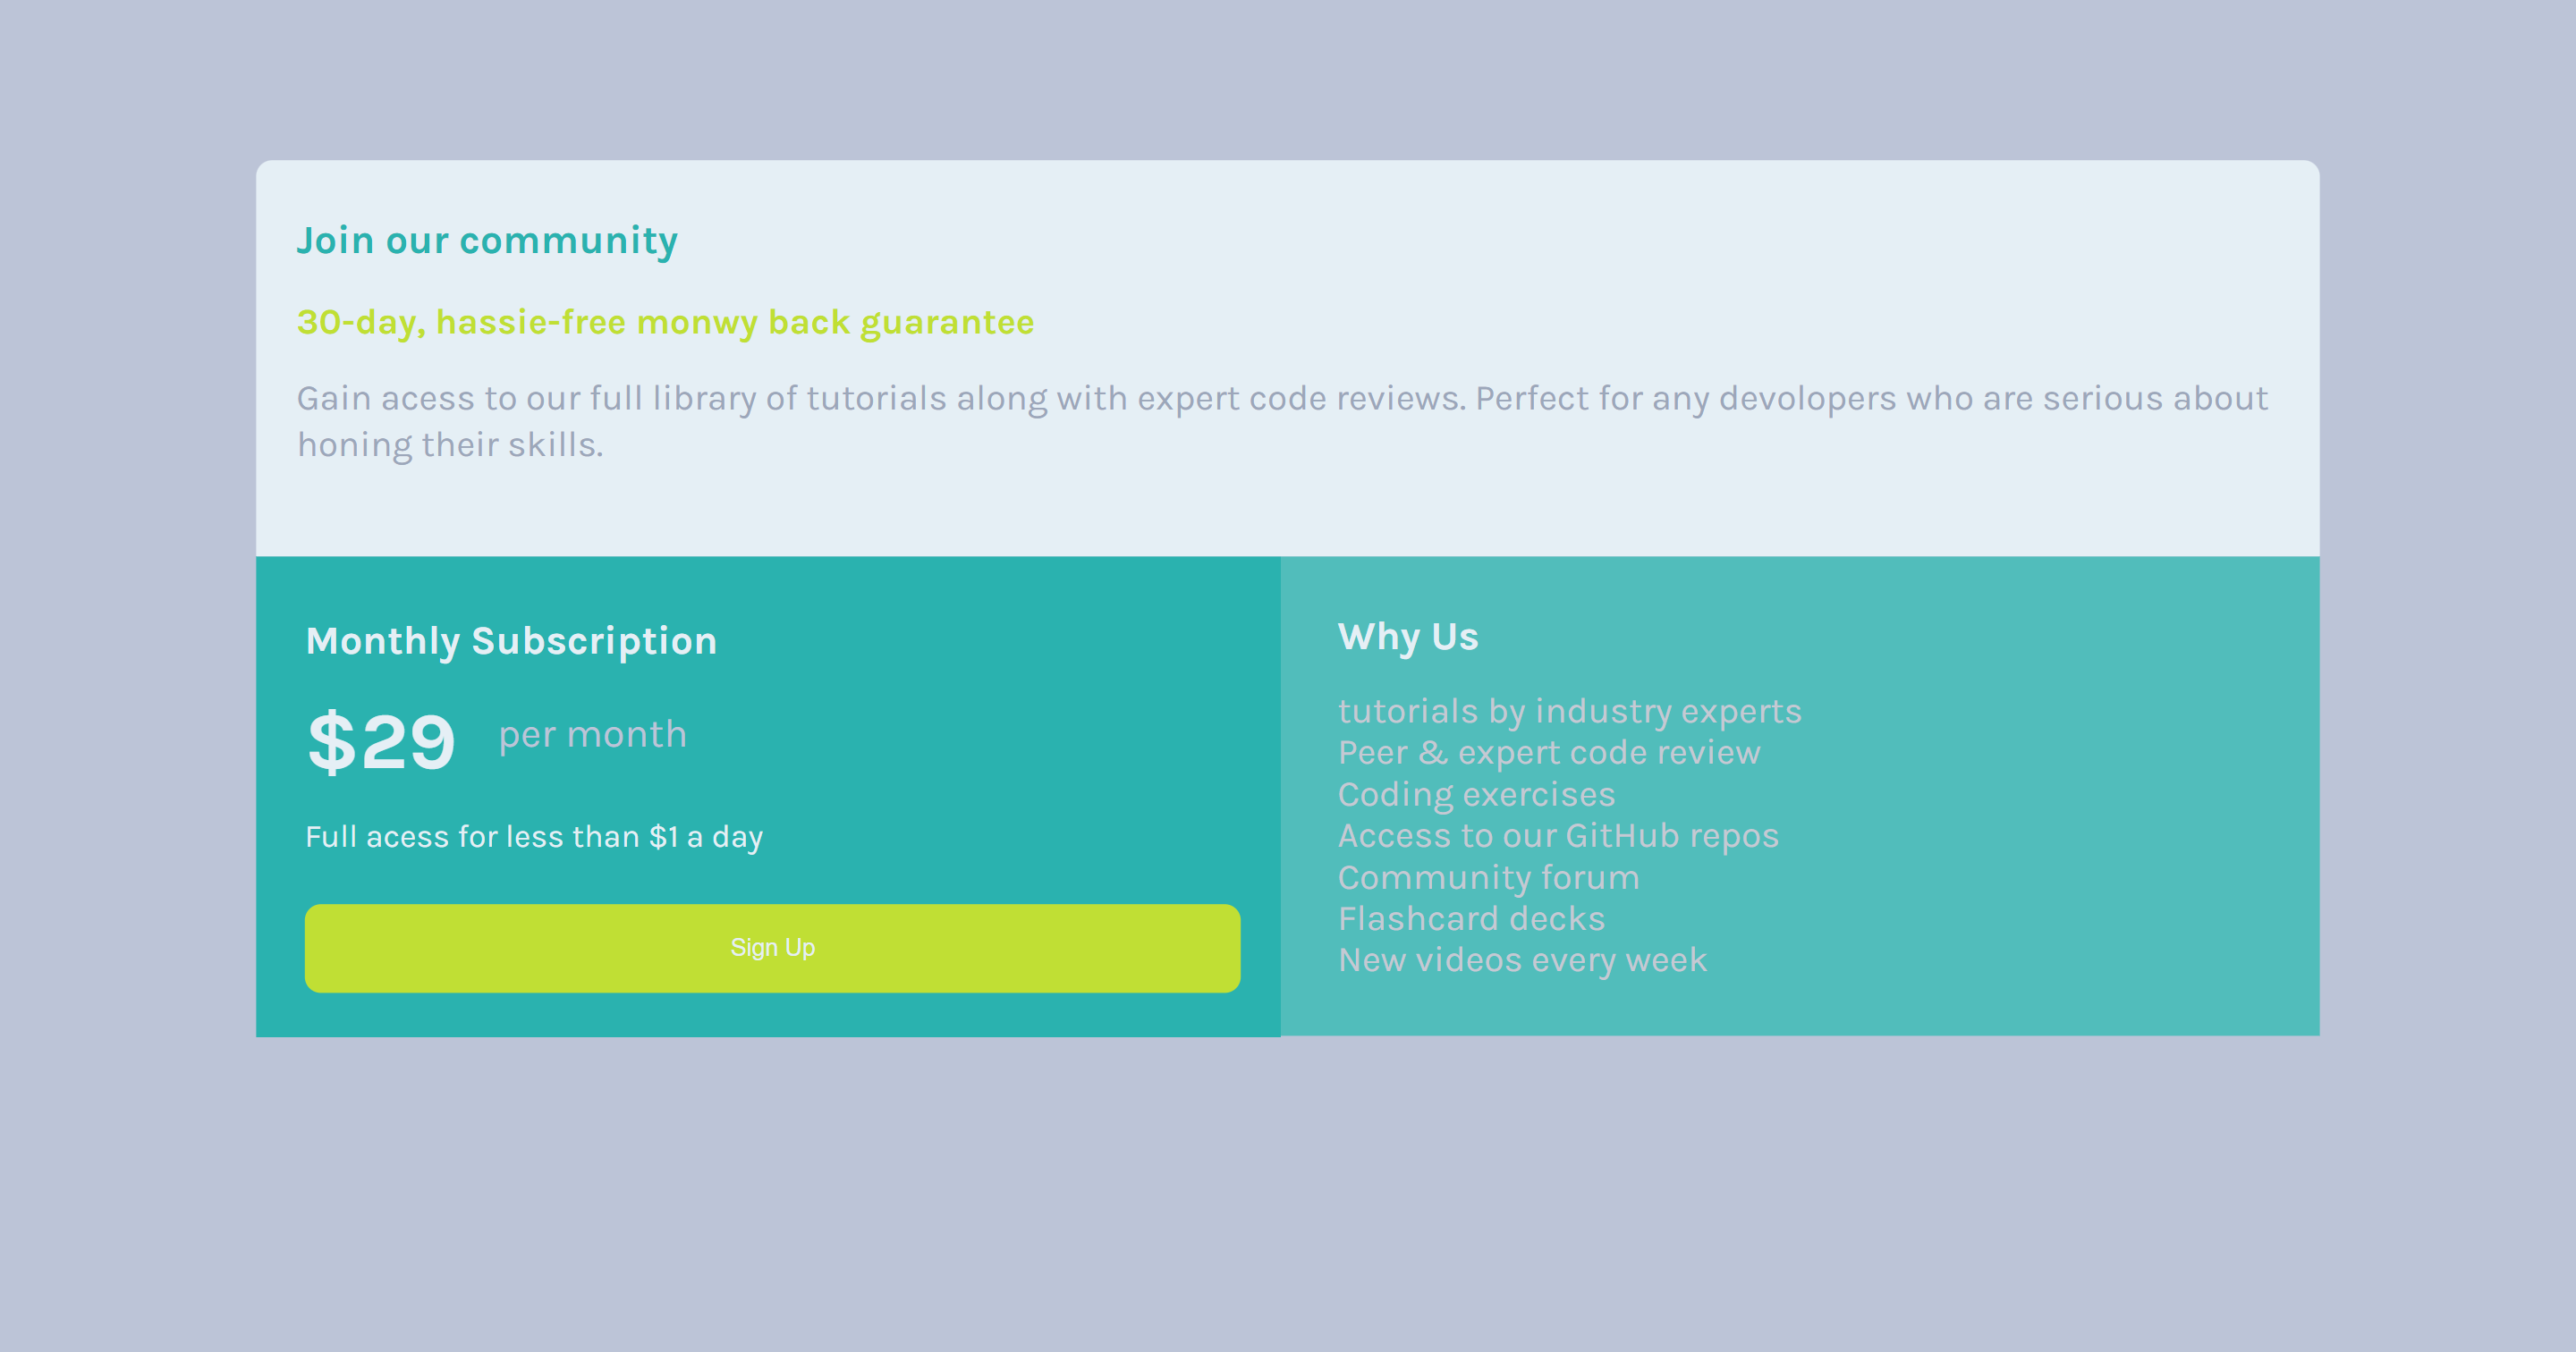 Join our community
30-day, hassie-free monwy back guarantee
Gain acess to our full library of tutorials along with expert code reviews. Perfect for any devolopers who are serious about
honing their skills.
Monthly Subscription
$29 per month
Full acess for less than $1 a day
Sign Up
Why Us
tutorials by industry experts
Peer & expert code review
Coding exercises
Access to our GitHub repos
Community forum
Flashcard decks
New videos every week